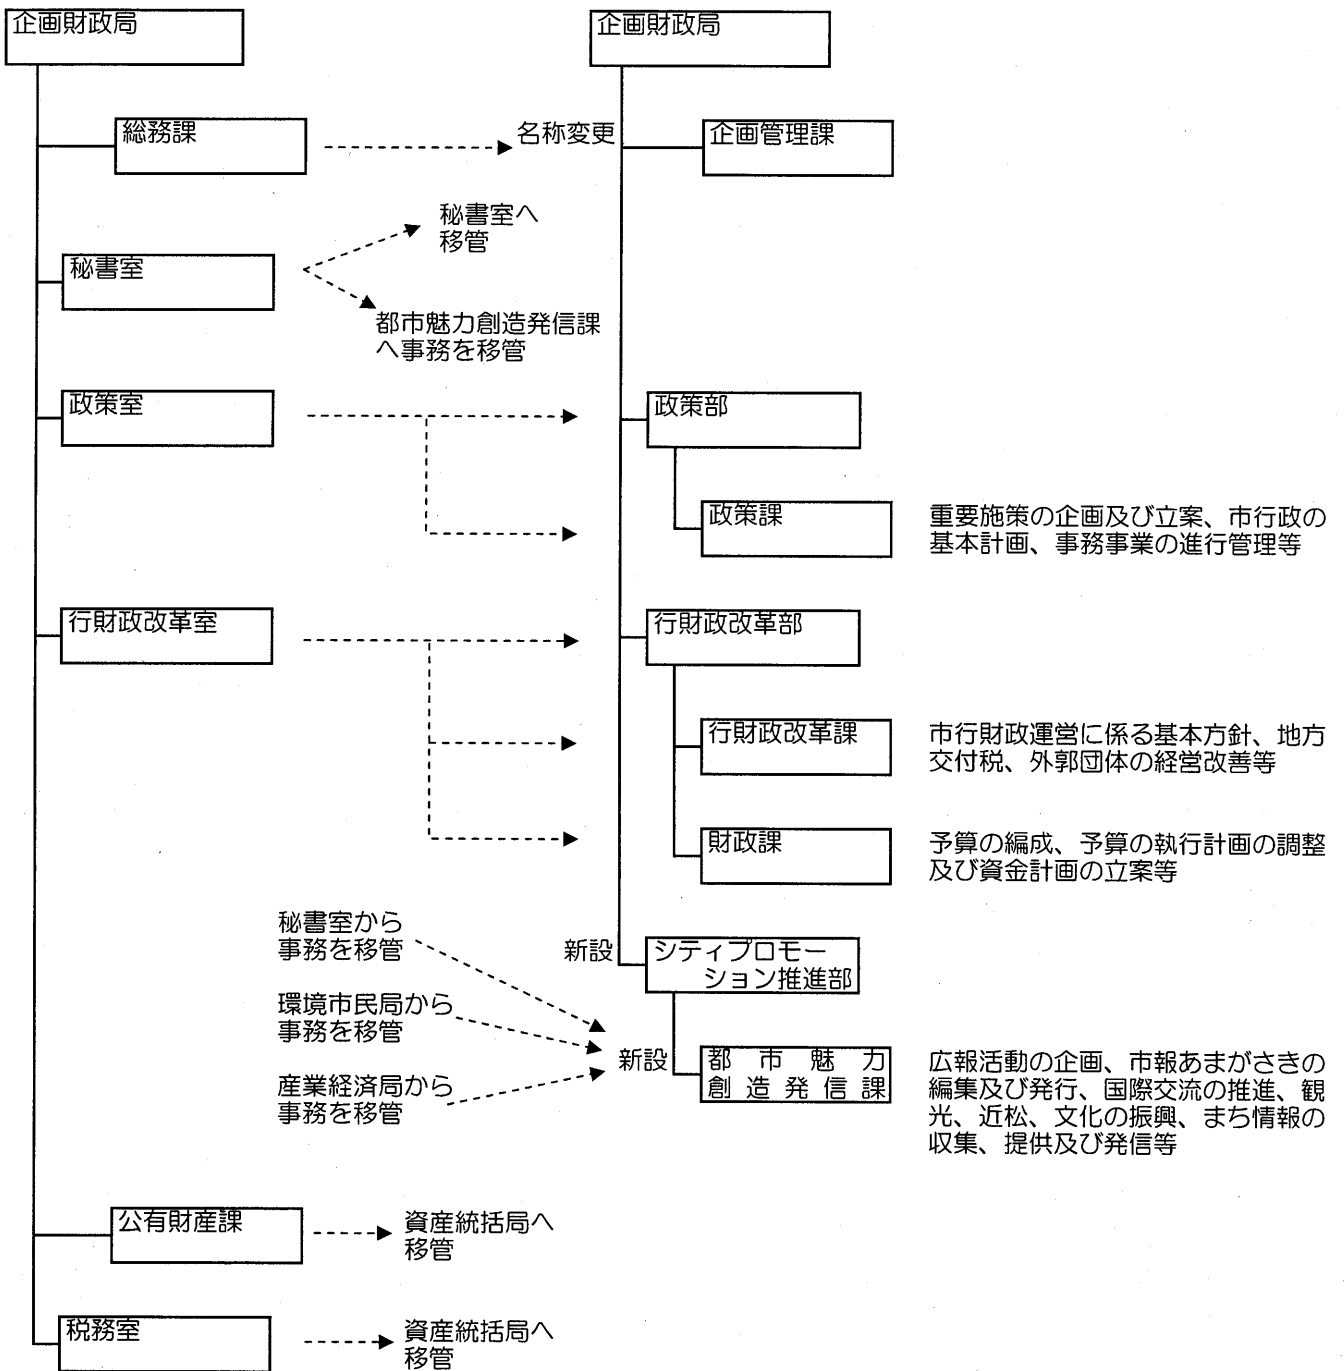 企画財政局
企画財政局
総務課
名称変更
企画管理課
秘書室へ
移管
秘書室
都市魅力創造発信課
へ事務を移管
政策室
政策部
政策課
重要施策の企画及び立案、市行政の
基本計画、事務事業の進行管理等
行財政改革室
行財政改革部
行財政改革課
市行財政運営に係る基本方針、地方
交付税、外郭団体の経営改善等
財政課
予算の編成、予算の執行計画の調整
及び資金計画の立案等
秘書室から
事務を移管
新設
シティプロモー
ション推進部
環境市民局から
事務を移管
新設
都市魅力
創造発信課
広報活動の企画、市報あまがさきの
編集及び発行、国際交流の推進、観
光、近松、文化の振興、まち情報の
収集、提供及び発信等
産業経済局から
事務を移管
公有財産課
資産統括局へ
移管
税務室
資産統括局へ
移管